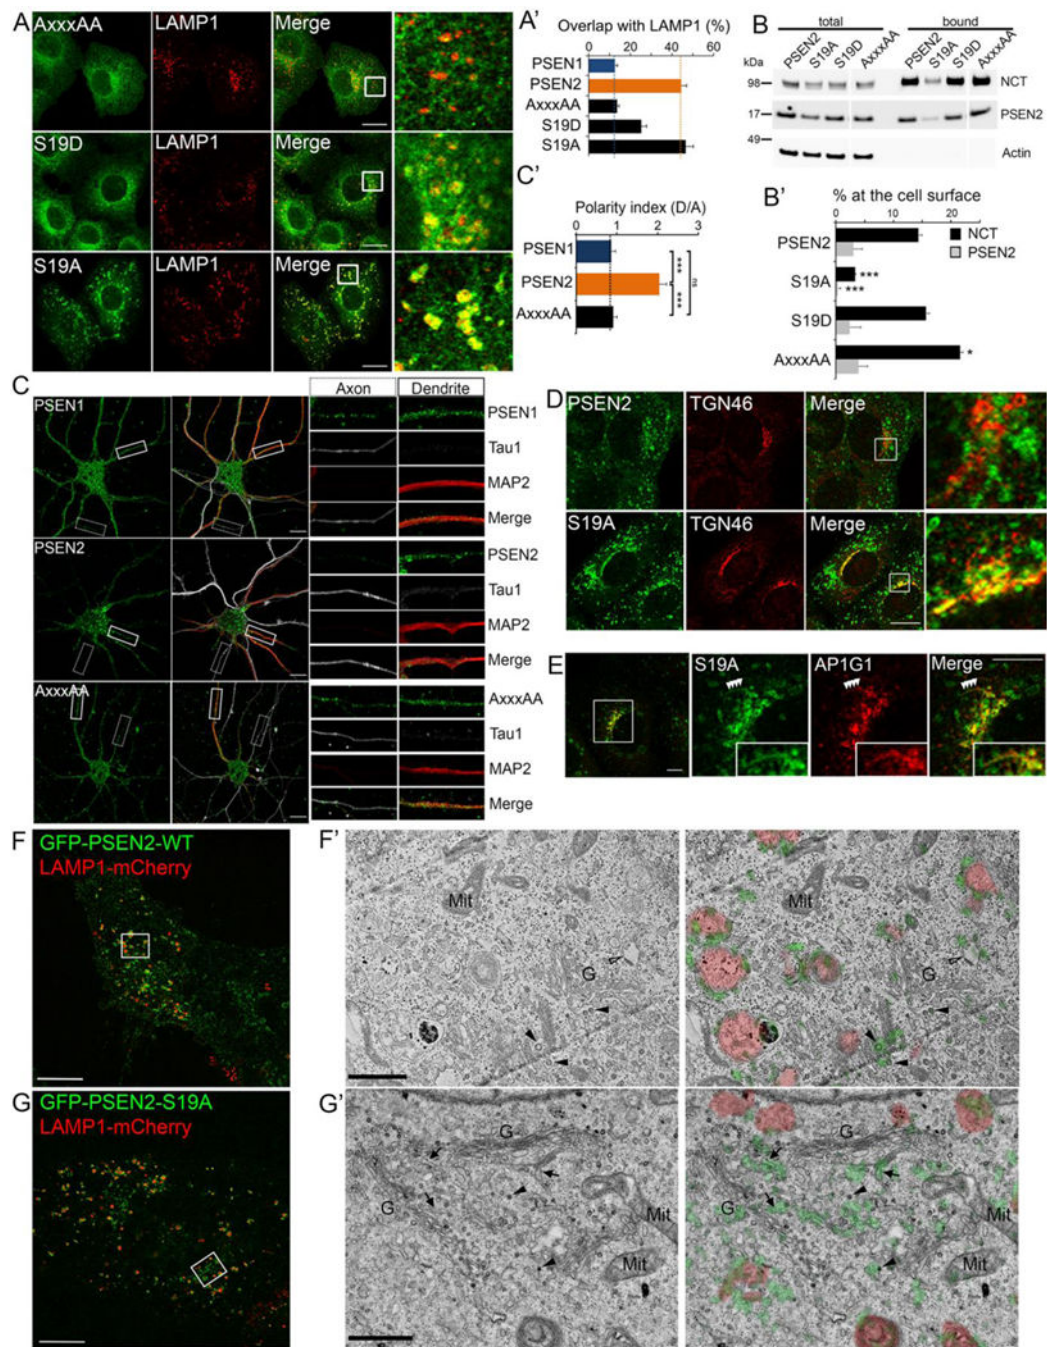 A
AxxxAA
LAMP1
Merge
S19D
LAMP1
Merge
S19A
LAMP1
Merge
A'
Overlap with LAMP1 (%)
0 20 40 60
PSEN1
PSEN2
AxxxAA
S19D
S19A
B
total bound
PSEN2 S19A S19D AxxxAA PSEN2 S19A S19D AxxxAA
kDa
98 NCT
17 PSEN2
49
Actin
C'
Polarity index (D/A)
0 1 2 3
PSEN1
PSEN2
AxxxAA
***
***
ns
B'
% at the cell surface
0 10 20
NCT
PSEN2
PSEN2
S19A
***
***
S19D
AxxxAA
*
C
Axon Dendrite
PSEN1
PSEN1
Tau1
MAP2
Merge
PSEN2
PSEN2
Tau1
MAP2
Merge
AxxxAA
AxxxAA
Tau1
MAP2
Merge
D
PSEN2
TGN46
Merge
S19A
TGN46
Merge
E
S19A
AP1G1
Merge
F
GFP-PSEN2-WT
LAMP1-mCherry
F'
Mit
G
Mit
G
G
GFP-PSEN2-S19A
LAMP1-mCherry
G'
G
G
Mit
Mit
G
G
Mit
Mit